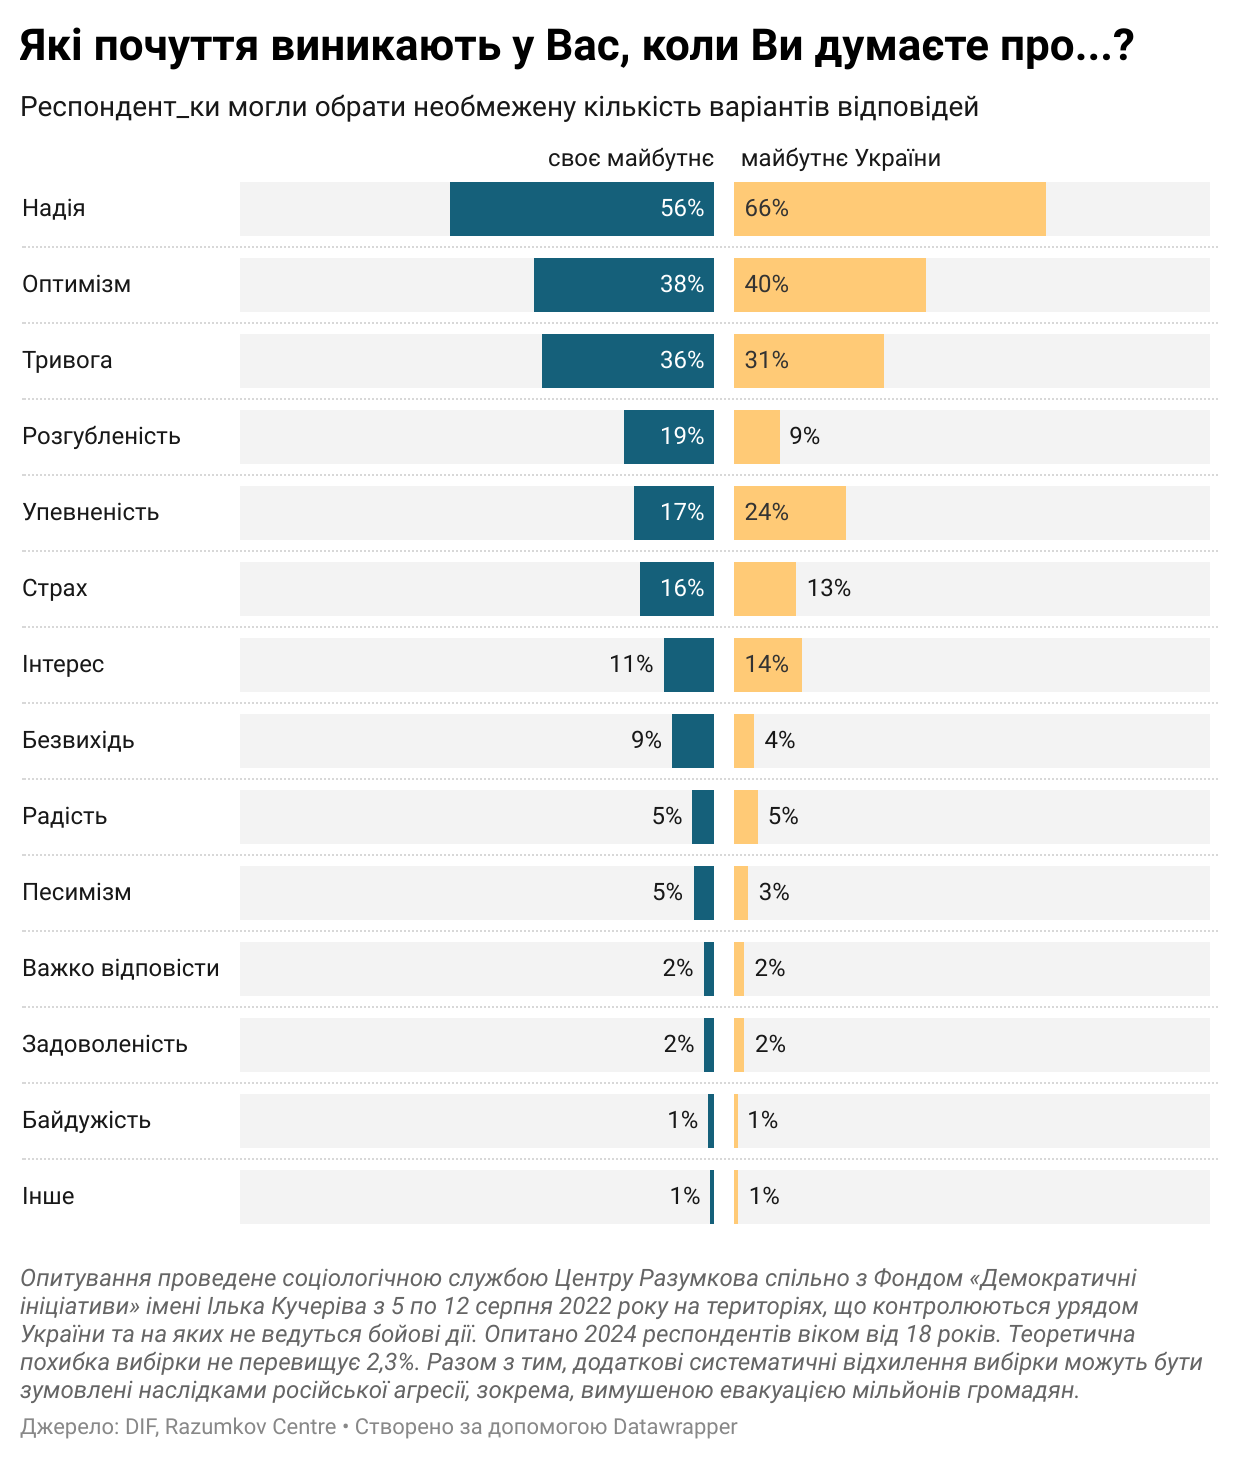 Які почуття виникають у Вас, коли Ви думаєте про...?
Респондент_ки могли обрати необмежену кількість варіантів відповідей
своє майбутнє майбутнє України
Надія 56% 66%
Оптимізм 38% 40%
Тривога 36% 31%
Розгубленість 19% 9%
Упевненість 17% 24%
Страх 16% 13%
Інтерес 11% 14%
Безвихідь 9% 4%
Радість 5% 5%
Песимізм 5% 3%
Важко відповісти 2% 2%
Задоволеність 2% 2%
Байдужість 1% 1%
Інше 1% 1%
Опитування проведене соціологічною службою Центру Разумкова спільно з Фондом «Демократичні
ініціативи» імені Ілька Кучеріва з 5 по 12 серпня 2022 року на територіях, що контролюються урядом
України та на яких не ведуться бойові дії. Опитано 2024 респондентів віком від 18 років. Теоретична
похибка вибірки не перевищує 2,3%. Разом з тим, додаткові систематичні відхилення вибірки можуть бути
зумовлені наслідками російської агресії, зокрема, вимушеною евакуацією мільйонів громадян.
Джерело: DIF, Razumkov Centre • Створено за допомогою Datawrapper